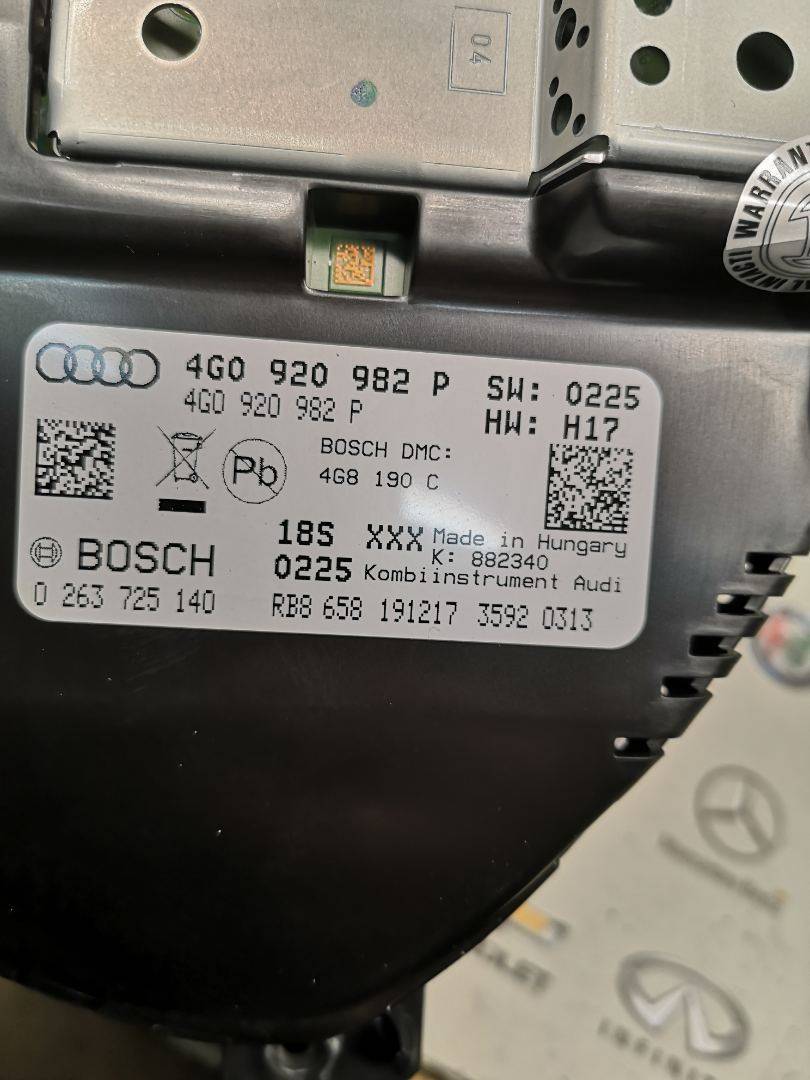 04
WARRANT
4G0 920 982 P SW: 0225
4G0 920 982 P HW: H17
BOSCH DMC:
4G8 190 C
Pb
18S XXX Made in Hungary
K: 882340
BOSCH 0225 Kombiinstrument Audi
0 263 725 140 RB8 658 191217 3592 0313